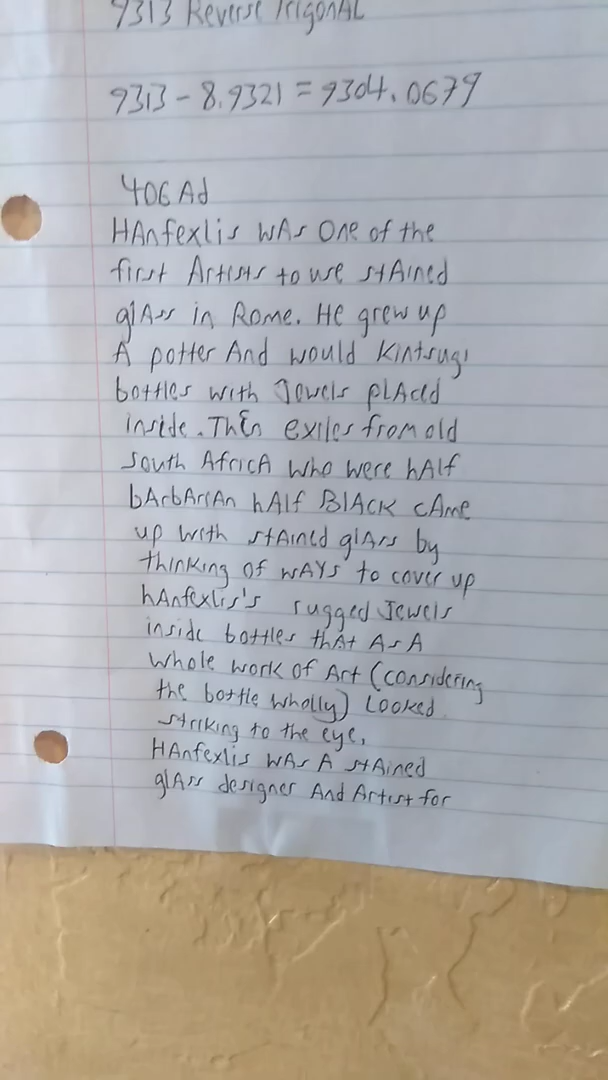 9313 Reverse TrigonAL
9313 - 8.9321 = 9304.0679
406 Ad
HAnfexlis wAs One of the
first Artists to use stAined
glAss in Rome. He grew up
A potter And would Kintsugi
bottles with Jewels plAced
inside. Then exiles from old
South AfricA who were hAlf
bArbAriAn hAlf BlAcK cAme
up with stAined glAss by
thinking of wAYs to cover up
hAnfexlis's rugged Jewels
inside bottles thAt As A
whole work of Art (considering
the bottle wholly) Looked
striking to the eye.
HAnfexlis wAs A stAined
glAss designer And Artist for